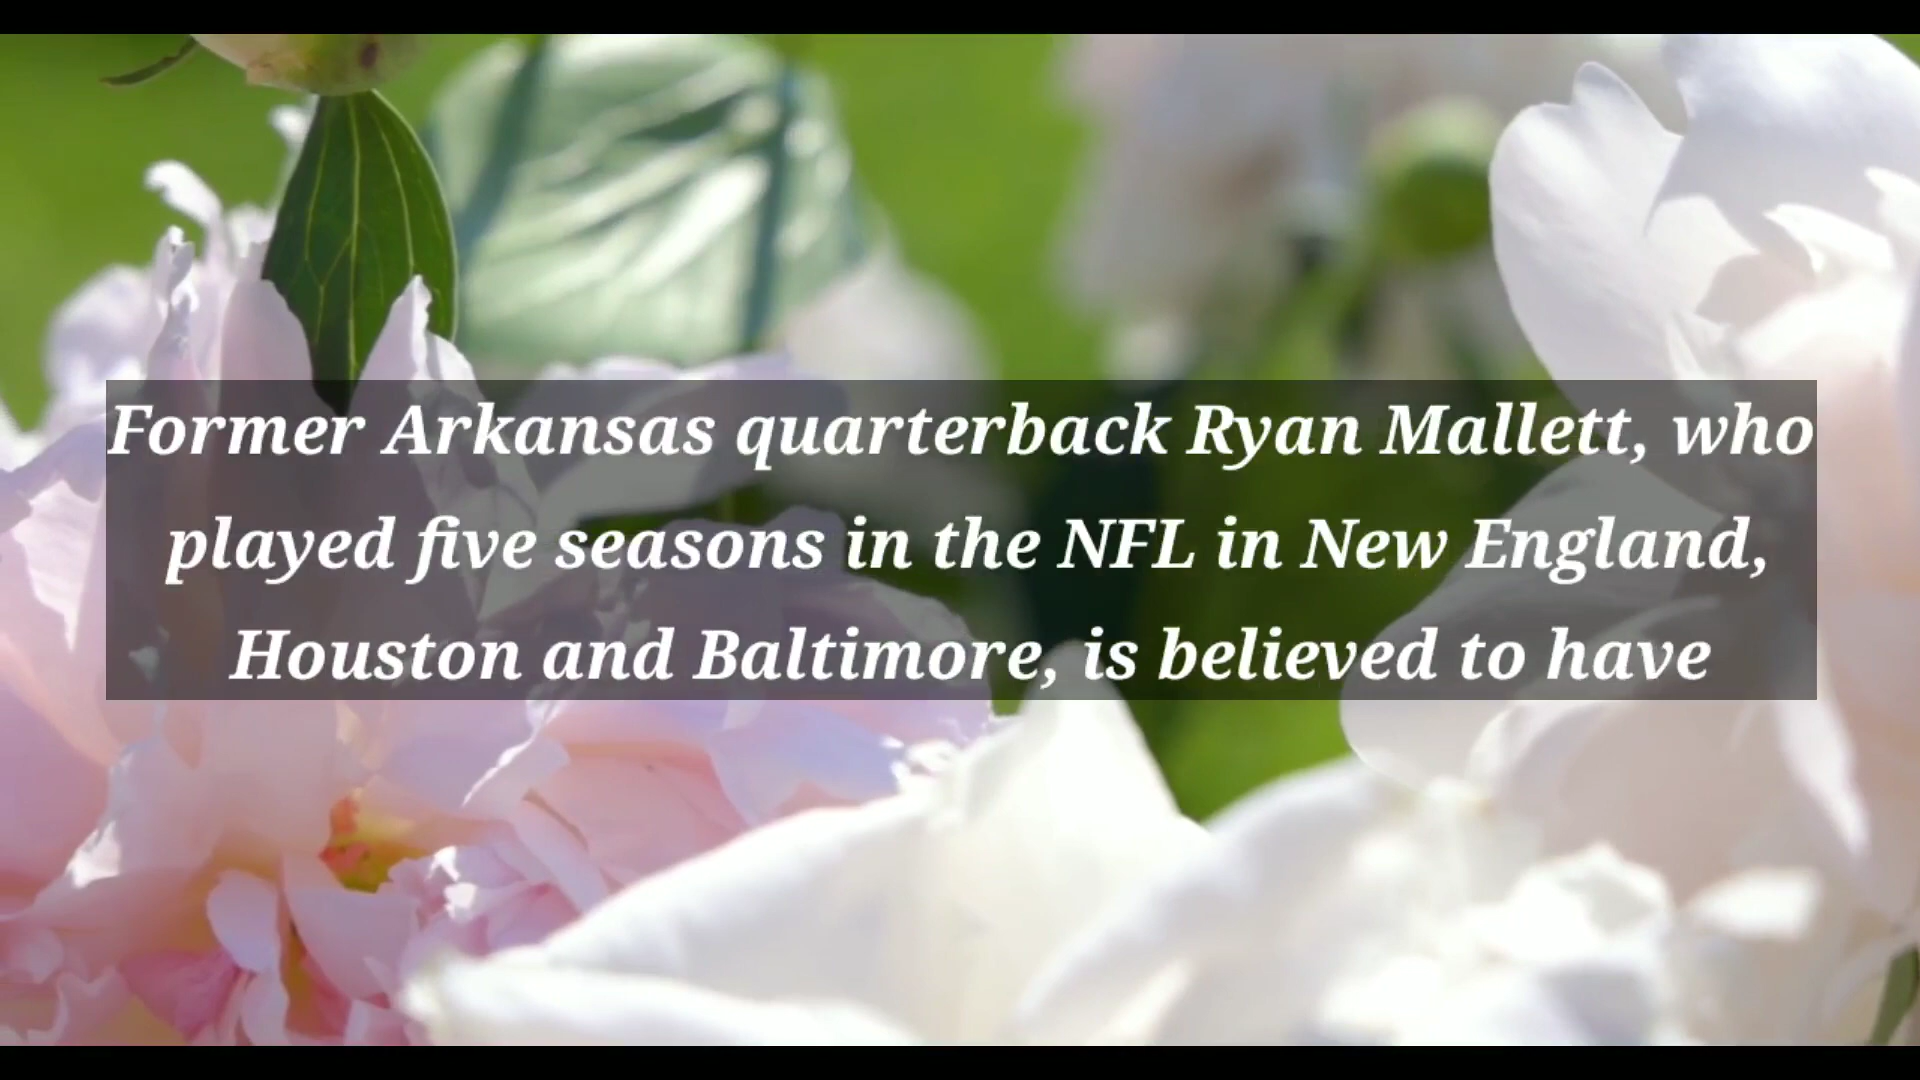 Former Arkansas quarterback Ryan Mallett, who
played five seasons in the NFL in New England,
Houston and Baltimore, is believed to have